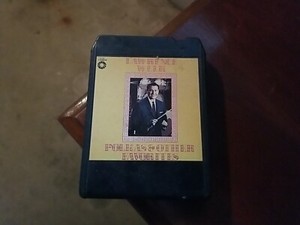 LAWRENCE
WELK
POLKAS & OTHER
FAVORITES